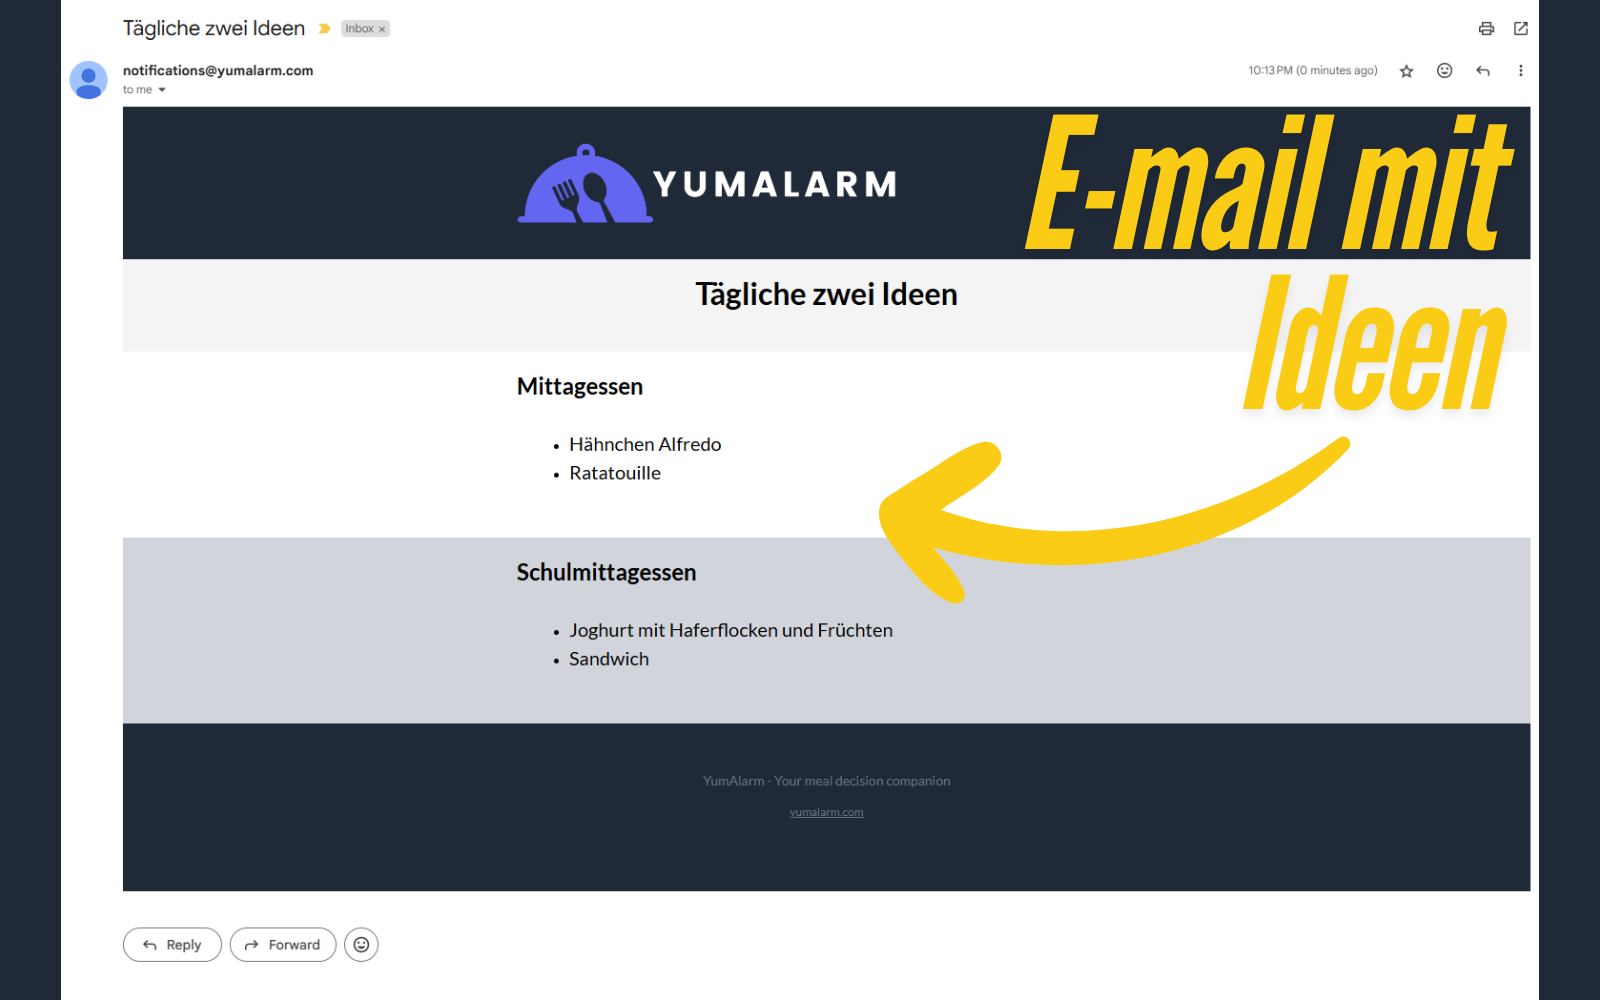 Tägliche zwei Ideen
Inbox ×
notifications@yumalarm.com
10:13 PM (0 minutes ago)
to me
YUMALARM
E-mail mit
Ideen
Tägliche zwei Ideen
Mittagessen
• Hähnchen Alfredo
• Ratatouille
Schulmittagessen
• Joghurt mit Haferflocken und Früchten
• Sandwich
YumAlarm - Your meal decision companion
yumalarm.com
Reply
Forward